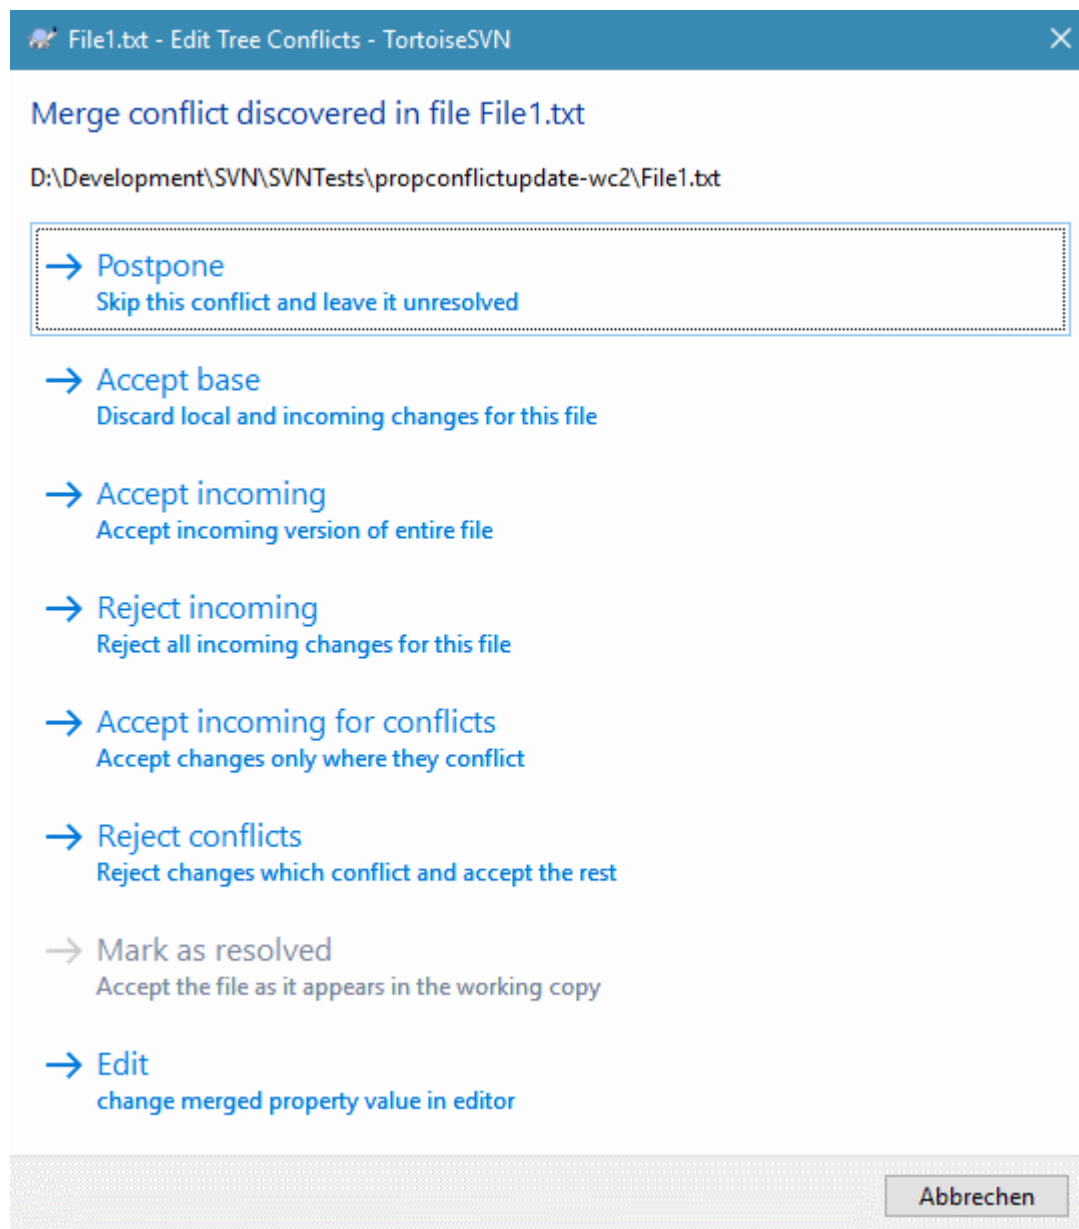 File1.txt - Edit Tree Conflicts - TortoiseSVN
Merge conflict discovered in file File1.txt
D:\Development\SVN\SVNTests\propconflictupdate-wc2\File1.txt
Postpone
Skip this conflict and leave it unresolved
Accept base
Discard local and incoming changes for this file
Accept incoming
Accept incoming version of entire file
Reject incoming
Reject all incoming changes for this file
Accept incoming for conflicts
Accept changes only where they conflict
Reject conflicts
Reject changes which conflict and accept the rest
Mark as resolved
Accept the file as it appears in the working copy
Edit
change merged property value in editor
Abbrechen